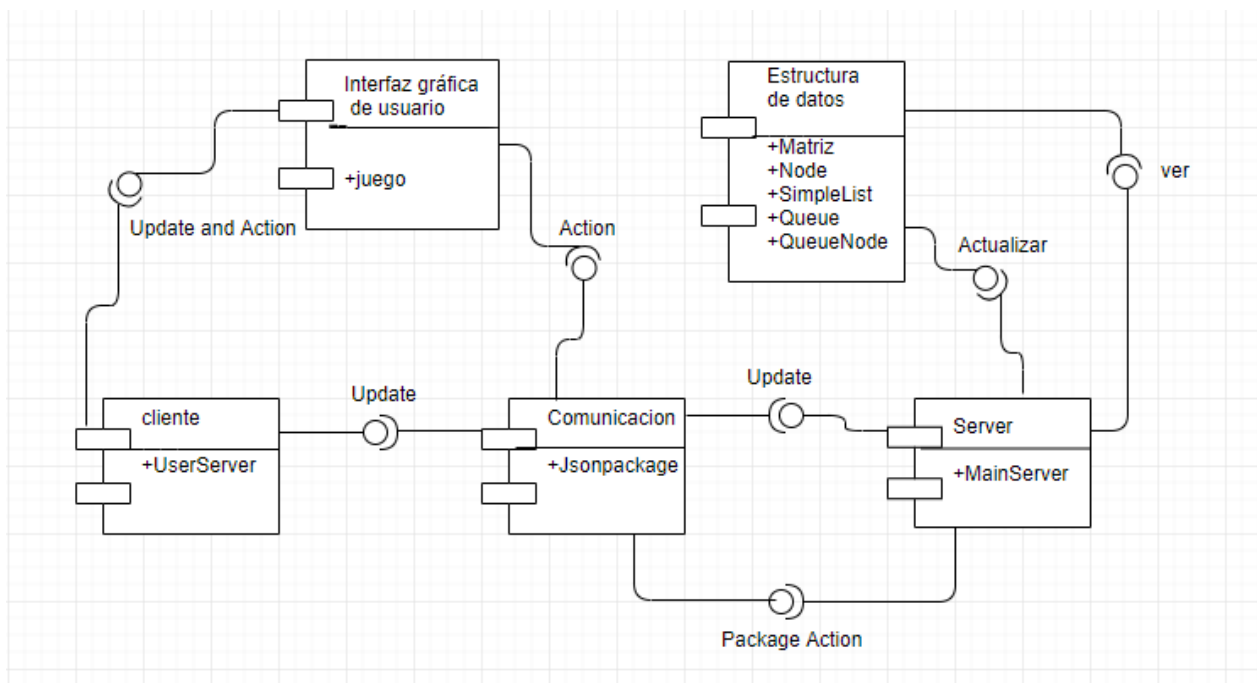 Interfaz gráfica
de usuario
+juego
Estructura
de datos
+Matriz
+Node
+SimpleList
+Queue
+QueueNode
ver
Update and Action
Action
Actualizar
cliente
+UserServer
Update
Comunicacion
+Jsonpackage
Update
Server
+MainServer
Package Action